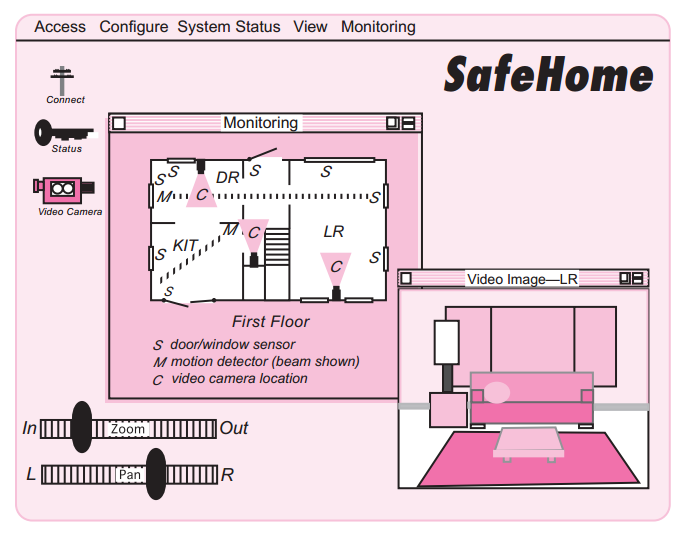 Access Configure System Status View Monitoring
SafeHome
Connect
Status
Video Camera
Monitoring
S S DR S S
M C S
KIT M C LR
S C S
S
First Floor
S door/window sensor
M motion detector (beam shown)
C video camera location
Video Image—LR
In Zoom Out
L Pan R